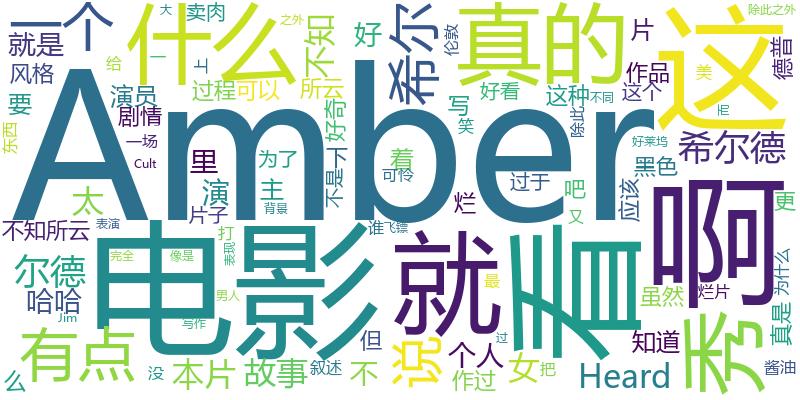 一个
卖肉
之外
大
什么
真的
这
除此之外
就是
风格
给
一
上
不知
好
希尔
伦敦
片
作品
德普
要
演员
过程
可以
所云
写
好看
这种
不同
这个
美
Amber
东西
剧情
好奇
笑
除此
好莱坞
一场
Cult
里
为了
不是
着
黑色
希尔德
太
演
主
可怜
过于
吧
应该
啊
更
片子
背景
烂
又
不知所云
表演
打
谁
飞镖
电影
就
看
尔德
完全
像是
表现
为什么
哈哈
男人
最
虽然
烂片
真是
Jim
写作
但
过
有点
知道
说
个人
秀
么
没
本片
故事
叙述
不
作过
女
把
Heard
酱油